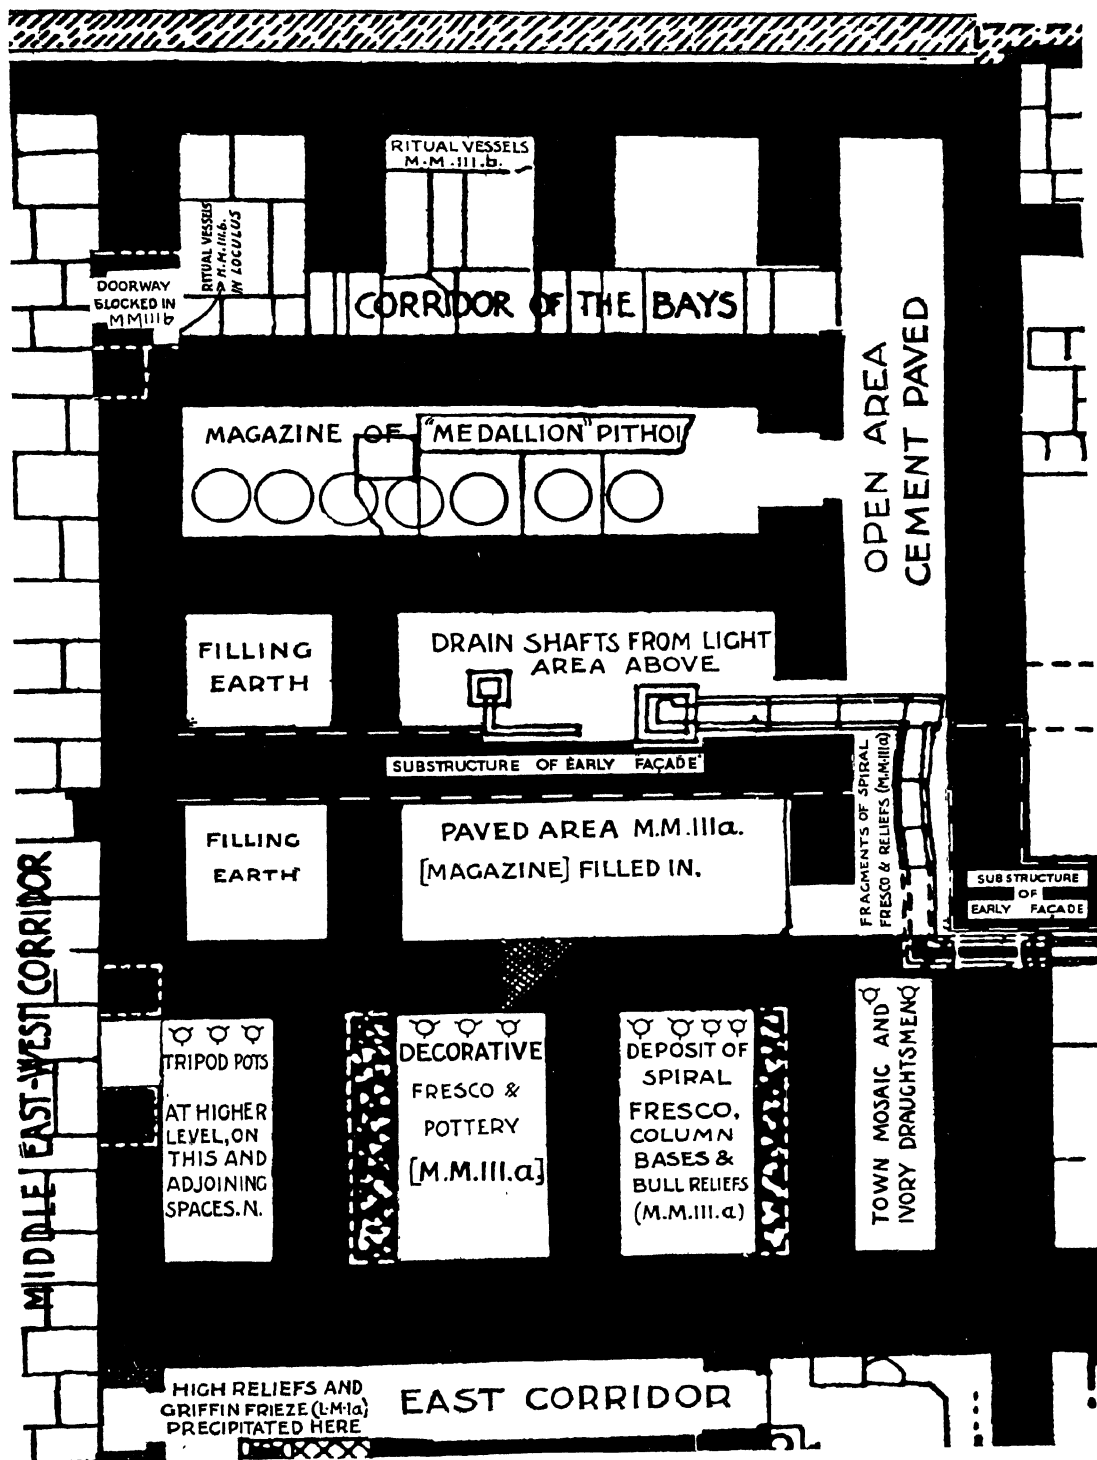 RITUAL VESSELS
M.M.III.b.
RITUAL VESSELS
M.M.III.b.
IN LOCULUS
DOORWAY
BLOCKED IN
MMIIIb
CORRIDOR OF THE BAYS
OPEN AREA
CEMENT PAVED
MAGAZINE OF "MEDALLION" PITHOI
FILLING
EARTH
DRAIN SHAFTS FROM LIGHT
AREA ABOVE
SUBSTRUCTURE OF EARLY FAÇADE
FRAGMENTS OF SPIRAL
FRESCO & RELIEFS (M.M.III(a)
FILLING
EARTH
PAVED AREA M.M.IIIa.
[MAGAZINE] FILLED IN.
SUBSTRUCTURE
OF
EARLY FAÇADE
MIDDLE EAST-WEST CORRIDOR
TRIPOD POTS
AT HIGHER
LEVEL, ON
THIS AND
ADJOINING
SPACES. N.
DECORATIVE
FRESCO &
POTTERY
[M.M.III.a]
DEPOSIT OF
SPIRAL
FRESCO,
COLUMN
BASES &
BULL RELIEFS
(M.M.III.a)
TOWN MOSAIC AND
IVORY DRAUGHTSMEN
HIGH RELIEFS AND
GRIFFIN FRIEZE (L.M.Ia)
PRECIPITATED HERE
EAST CORRIDOR